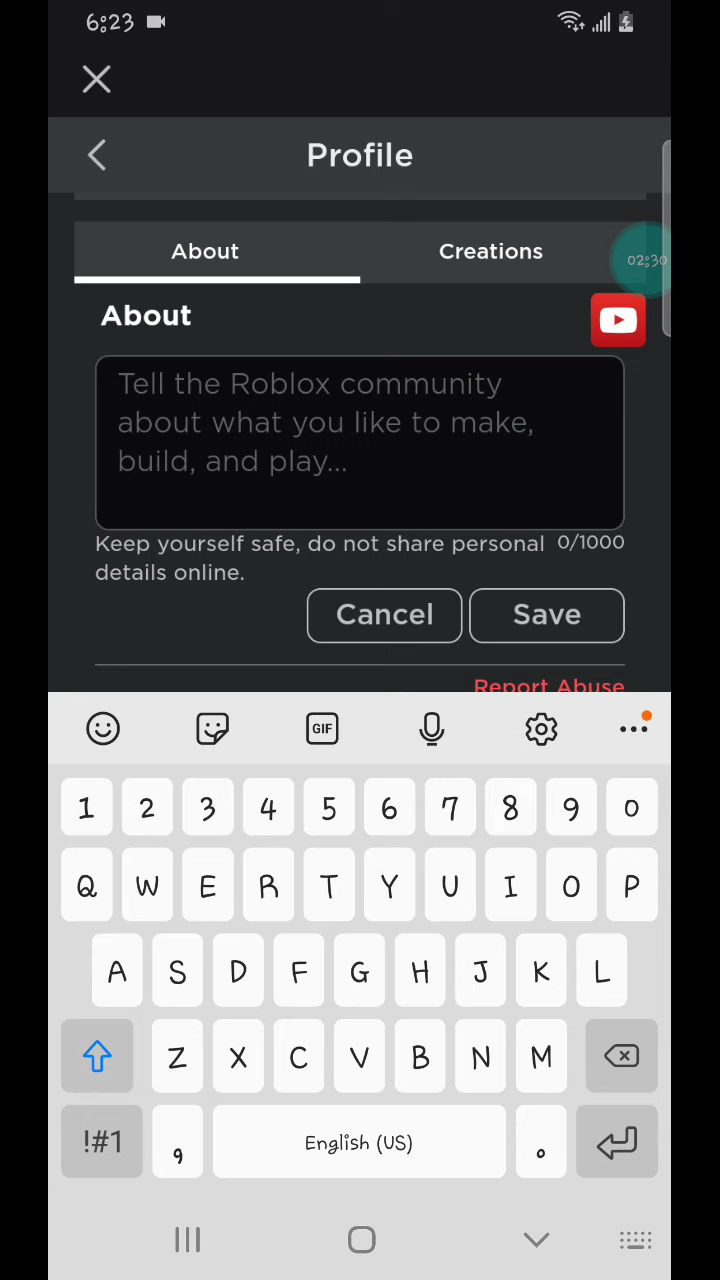 6:23
Profile
About
Creations
02:30
About
Tell the Roblox community
about what you like to make,
build, and play...
Keep yourself safe, do not share personal 0/1000
details online.
Cancel
Save
Report Abuse
GIF
1 2 3 4 5 6 7 8 9 0
Q W E R T Y U I O P
A S D F G H J K L
Z X C V B N M
!#1 , English (US) .